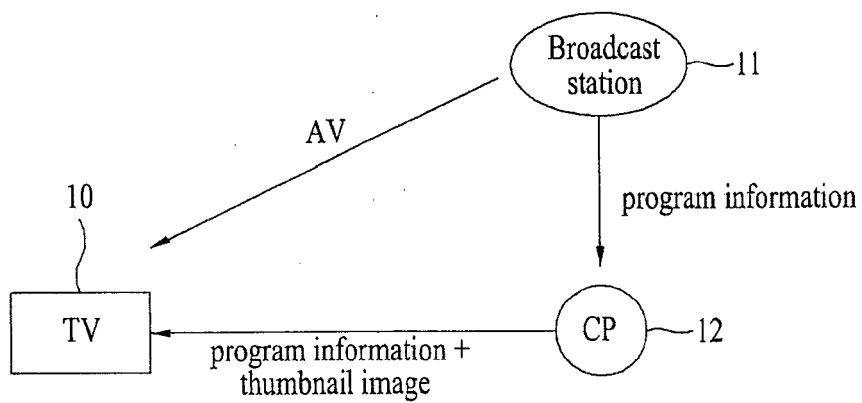 Broadcast
station
11
AV
10
program information
TV
CP
12
program information +
thumbnail image